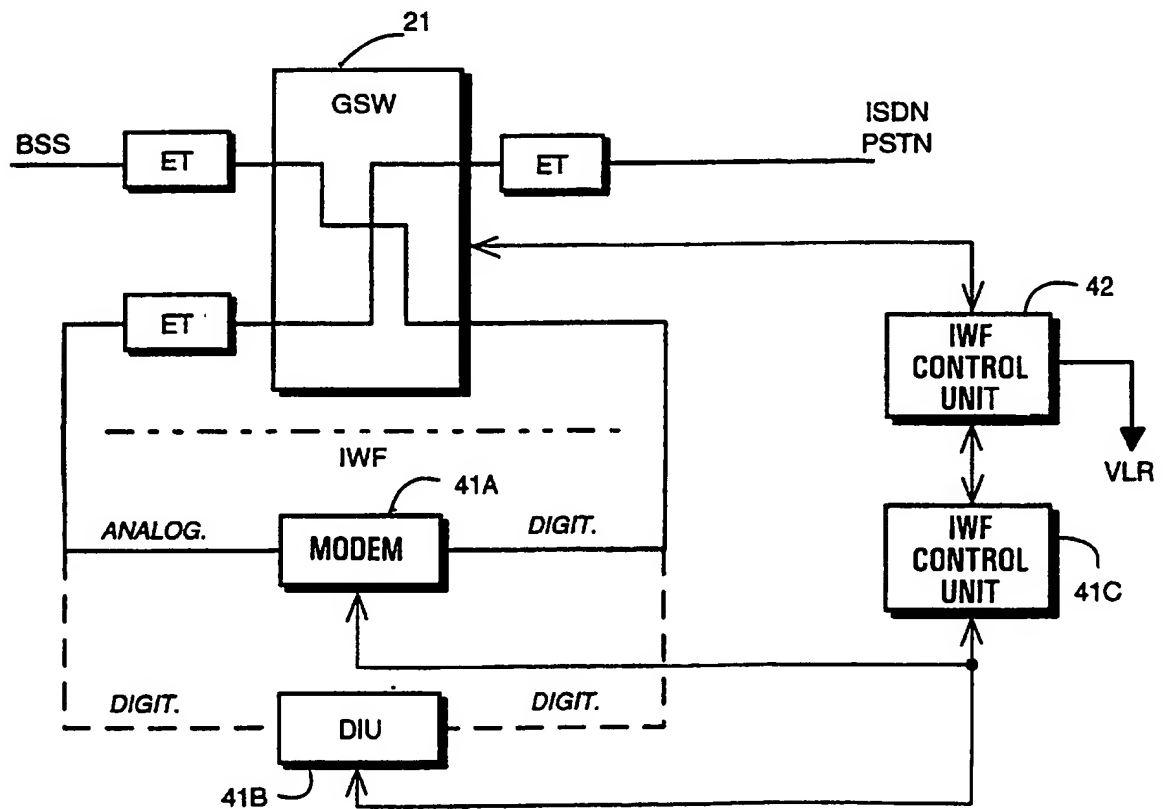 21
GSW
ISDN
PSTN
BSS
ET
ET
ET
42
IWF
CONTROL
UNIT
VLR
IWF
41A
ANALOG.
MODEM
DIGIT.
IWF
CONTROL
UNIT
41C
DIGIT.
DIU
DIGIT.
41B